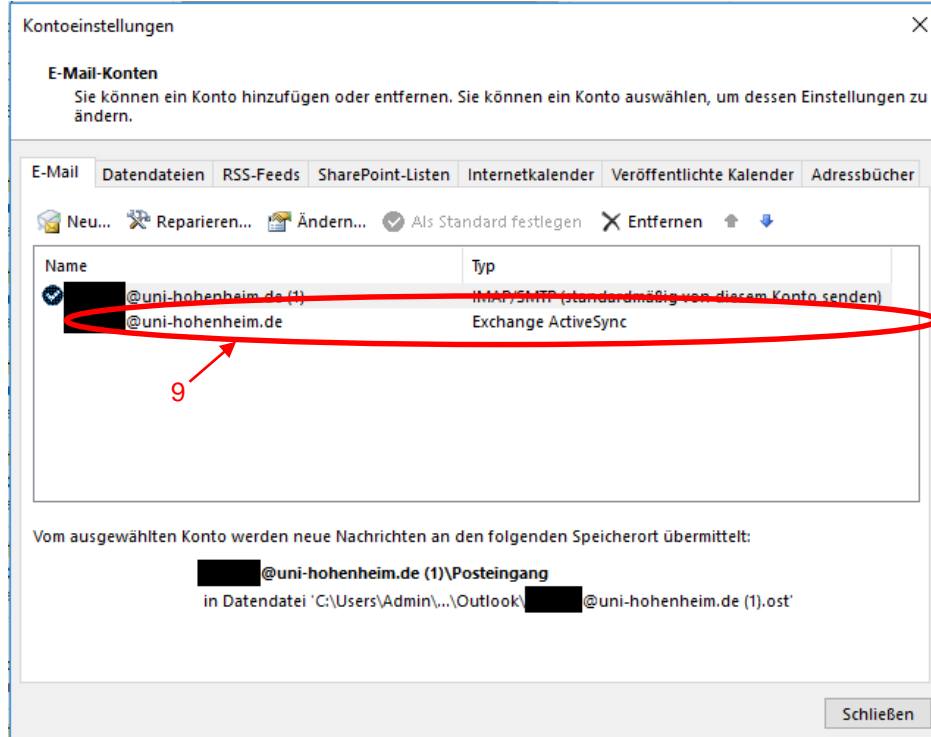 Kontoeinstellungen
E-Mail-Konten
Sie können ein Konto hinzufügen oder entfernen. Sie können ein Konto auswählen, um dessen Einstellungen zu
ändern.
E-Mail Datendateien RSS-Feeds SharePoint-Listen Internetkalender Veröffentlichte Kalender Adressbücher
Neu... Reparieren... Ändern... Als Standard festlegen Entfernen
Name Typ
@uni-hohenheim.de (1) IMAP/SMTP (standardmäßig von diesem Konto senden)
@uni-hohenheim.de Exchange ActiveSync
9
Vom ausgewählten Konto werden neue Nachrichten an den folgenden Speicherort übermittelt:
@uni-hohenheim.de (1)\Posteingang
in Datendatei 'C:\Users\Admin\...\Outlook\ @uni-hohenheim.de (1).ost'
Schließen